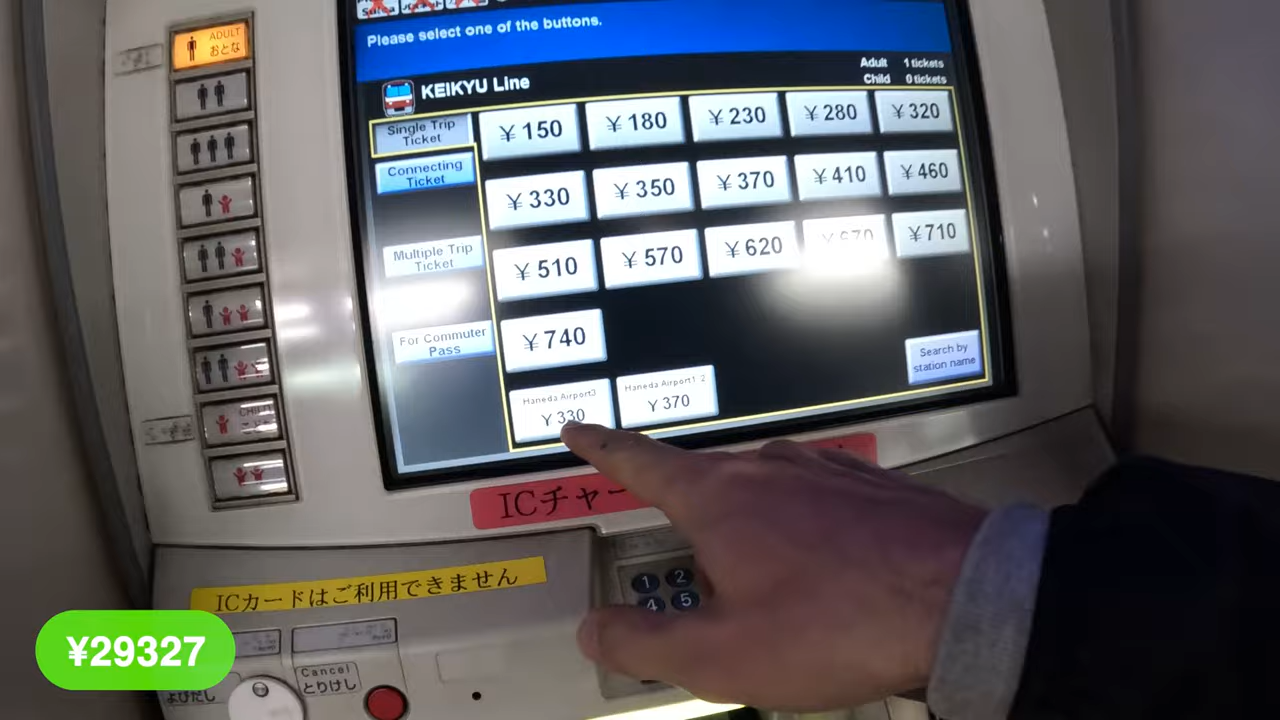 ADULT
おとな
Please select one of the buttons.
KEIKYU Line
Adult 1 tickets
Child 0 tickets
Single Trip
Ticket
Connecting
Ticket
Multiple Trip
Ticket
For Commuter
Pass
¥150 ¥180 ¥230 ¥280 ¥320
¥330 ¥350 ¥370 ¥410 ¥460
¥510 ¥570 ¥620 ¥670 ¥710
¥740
Haneda Airport3
¥330
Haneda Airport1·2
¥370
Search by
station name
CHILD
ICチャー
ICカードはご利用できません
1 2
4 5
Cancel
とりけし
よびだし
¥29327